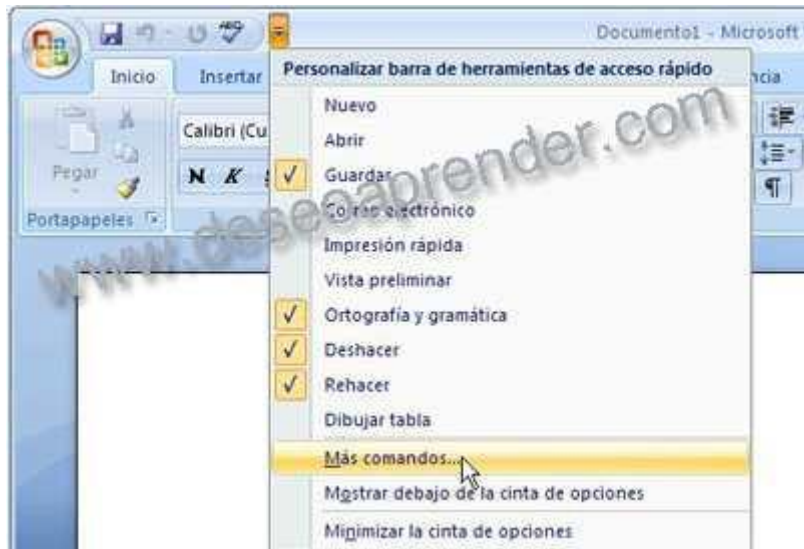 Documento1 - Microsoft
Inicio
Insertar
Personalizar barra de herramientas de acceso rápido
ncia
Nuevo
Calibri (Cu
Abrir
Pegar
N K
Guardar
Portapapeles
Correo electrónico
Impresión rápida
www.deseoaprender.com
Vista preliminar
Ortografía y gramática
Deshacer
Rehacer
Dibujar tabla
Más comandos...
Mostrar debajo de la cinta de opciones
Minimizar la cinta de opciones